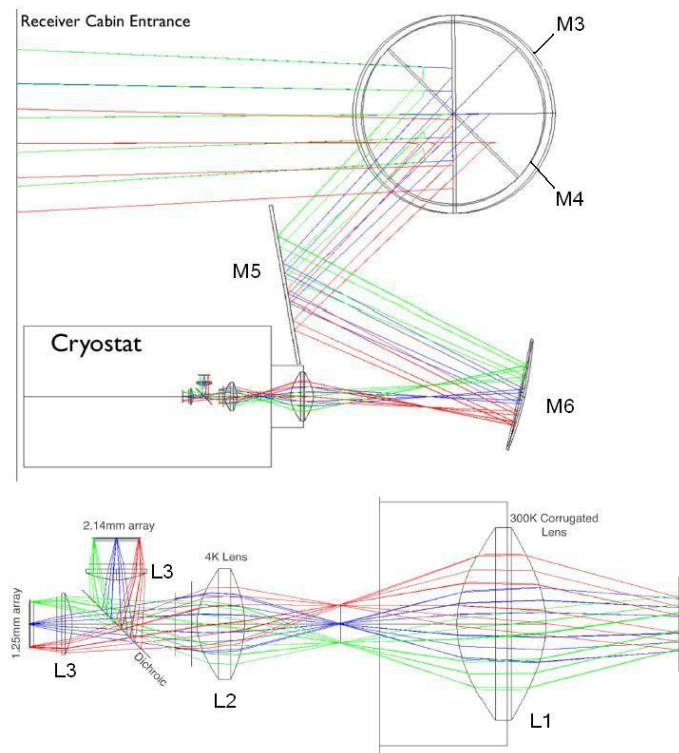 Receiver Cabin Entrance
M3
M4
M5
Cryostat
M6
2.14mm array
300K Corrugated
Lens
4K Lens
L3
1.25mm array
L3
Dichroic
L2
L1